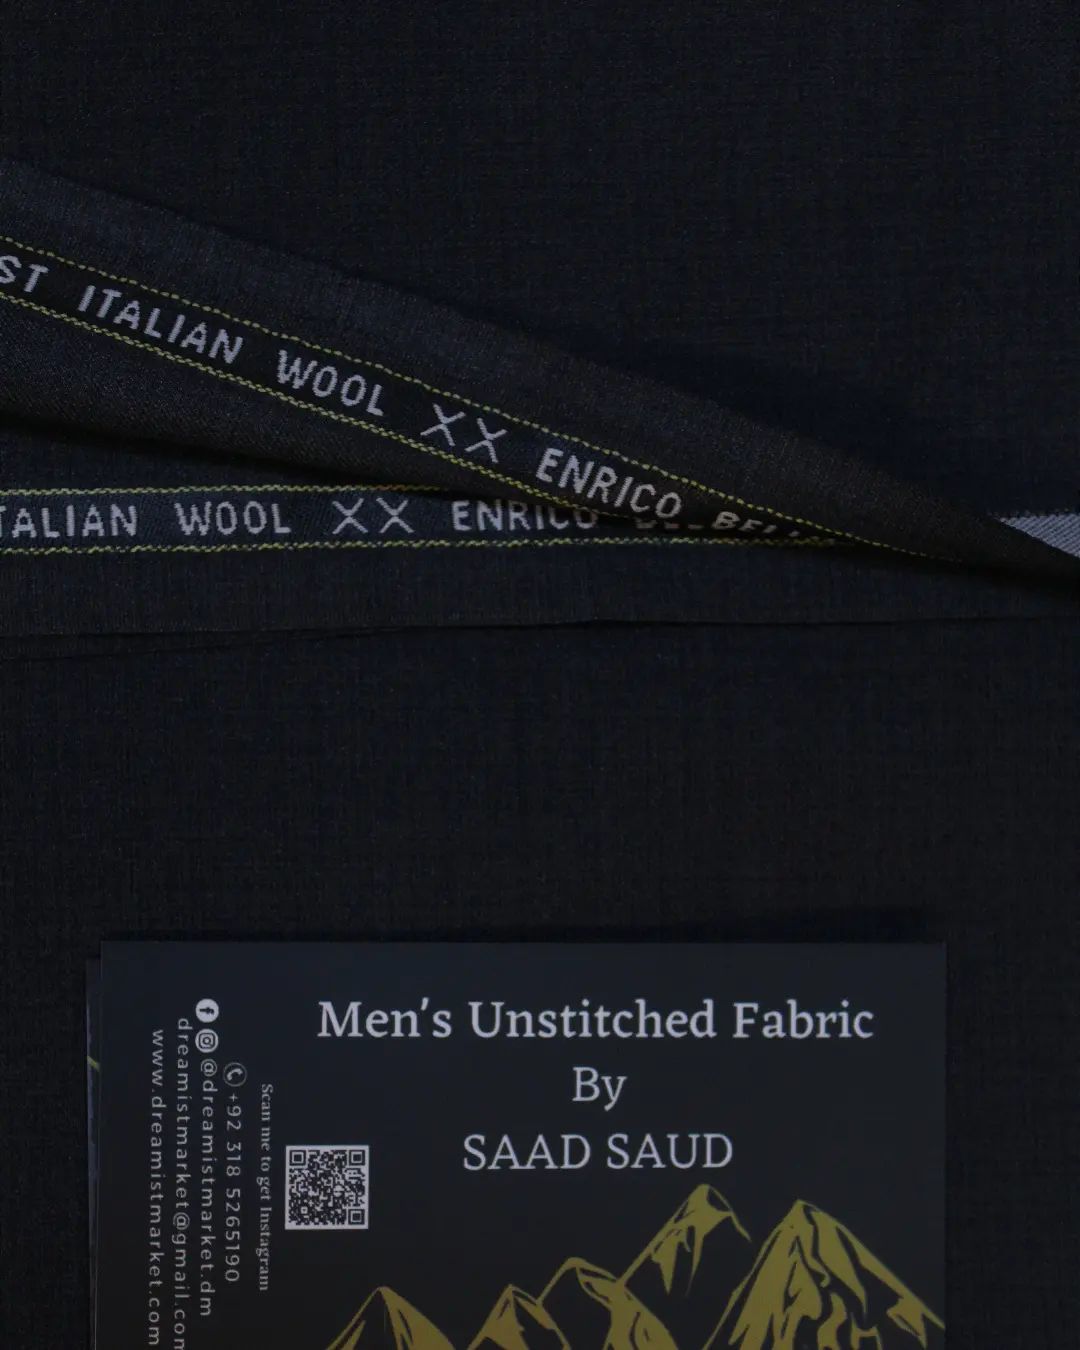 ST ITALIAN WOOL XX ENRICO
TALIAN WOOL XX ENRICO
Men's Unstitched Fabric
By
SAAD SAUD
Scan me to get Instagram
+92 318 5265190
@dreamistmarket.dm
dreamistmarket@gmail.com
www.dreamistmarket.com